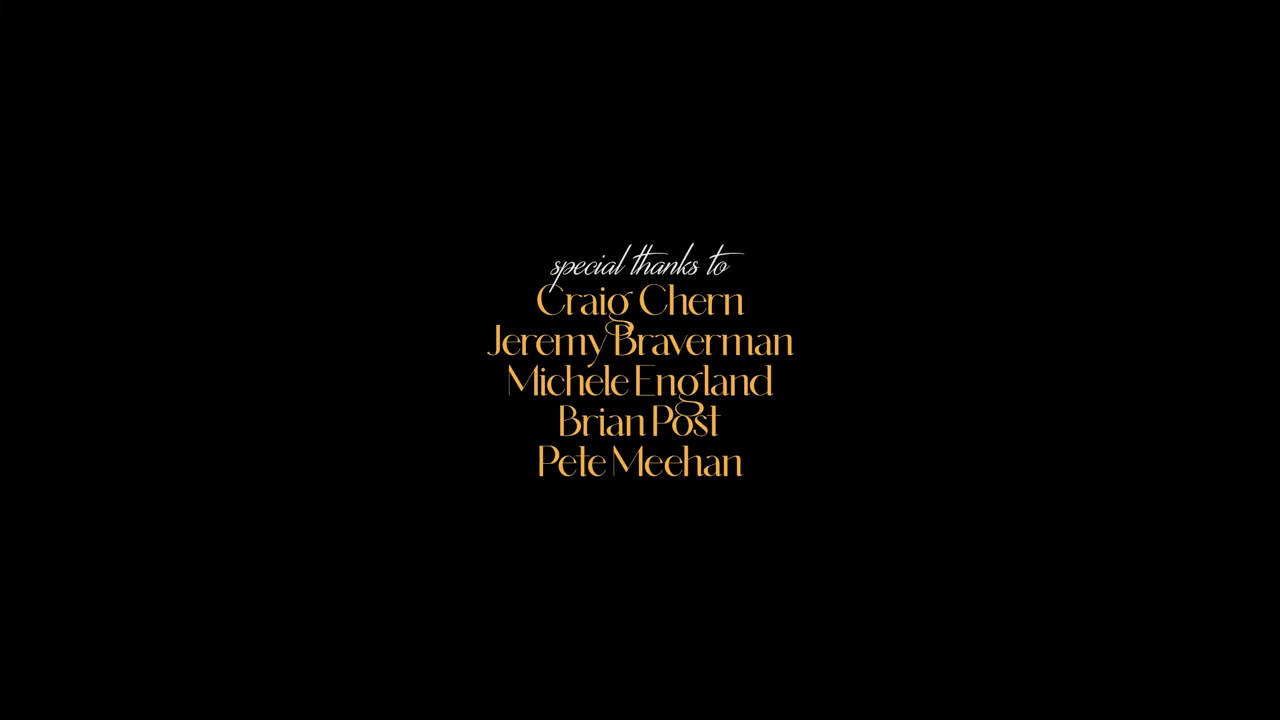 special thanks to
Craig Chern
Jeremy Braverman
Michele England
Brian Post
Pete Meehan